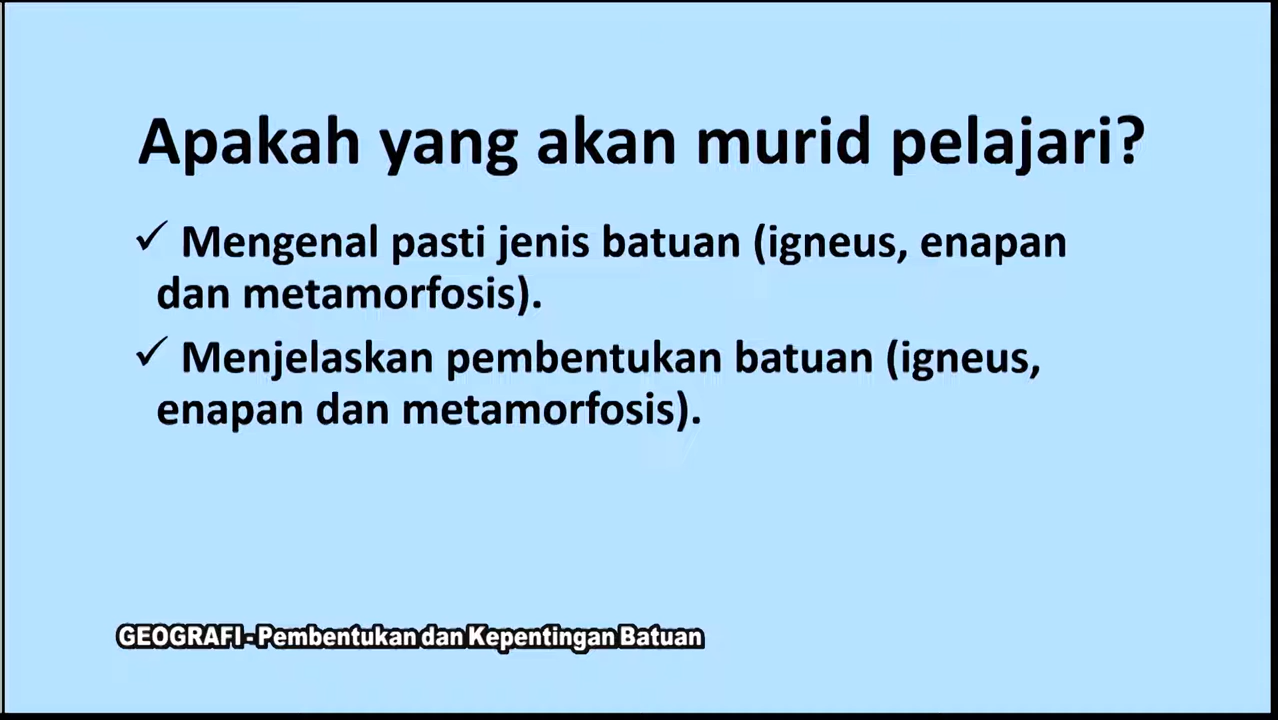 Apakah yang akan murid pelajari?
✓ Mengenal pasti jenis batuan (igneus, enapan
dan metamorfosis).
✓ Menjelaskan pembentukan batuan (igneus,
enapan dan metamorfosis).
GEOGRAFI - Pembentukan dan Kepentingan Batuan